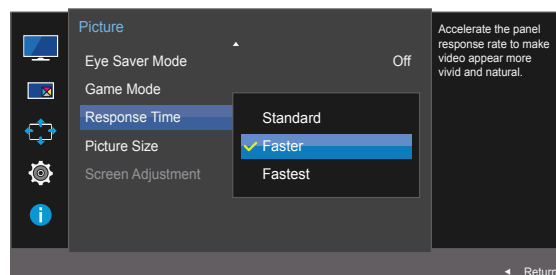 Picture
Eye Saver Mode Off
Game Mode
Response Time
Picture Size
Screen Adjustment
Standard
Faster
Fastest
Accelerate the panel
response rate to make
video appear more
vivid and natural.
Return